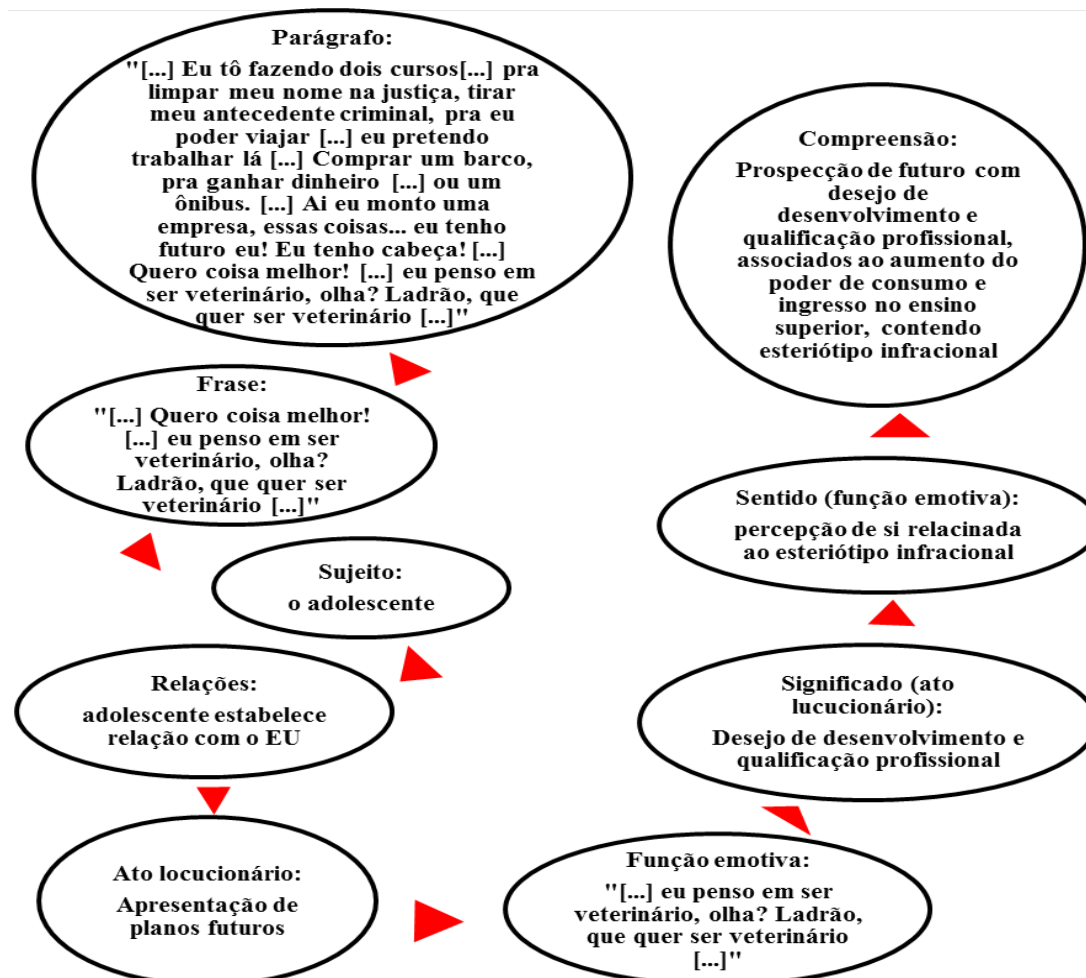 Parágrafo:
"[...] Eu tô fazendo dois cursos[...] pra
limpar meu nome na justiça, tirar
meu antecedente criminal, pra eu
poder viajar [...] eu pretendo
trabalhar lá [...] Comprar um barco,
pra ganhar dinheiro [...] ou um
ônibus. [...] Ai eu monto uma
empresa, essas coisas... eu tenho
futuro eu! Eu tenho cabeça! [...]
Quero coisa melhor! [...] eu penso em
ser veterinário, olha? Ladrão, que
quer ser veterinário [...]"
Frase:
"[...] Quero coisa melhor!
[...] eu penso em ser
veterinário, olha?
Ladrão, que quer ser
veterinário [...]"
Sujeito:
o adolescente
Relações:
adolescente estabelece
relação com o EU
Ato locucionário:
Apresentação de
planos futuros
Função emotiva:
"[...] eu penso em ser
veterinário, olha? Ladrão,
que quer ser veterinário
[...]"
Significado (ato
lucucionário):
Desejo de desenvolvimento e
qualificação profissional
Sentido (função emotiva):
percepção de si relacinada
ao esteriótipo infracional
Compreensão:
Prospecção de futuro com
desejo de
desenvolvimento e
qualificação profissional,
associados ao aumento do
poder de consumo e
ingresso no ensino
superior, contendo
esteriótipo infracional